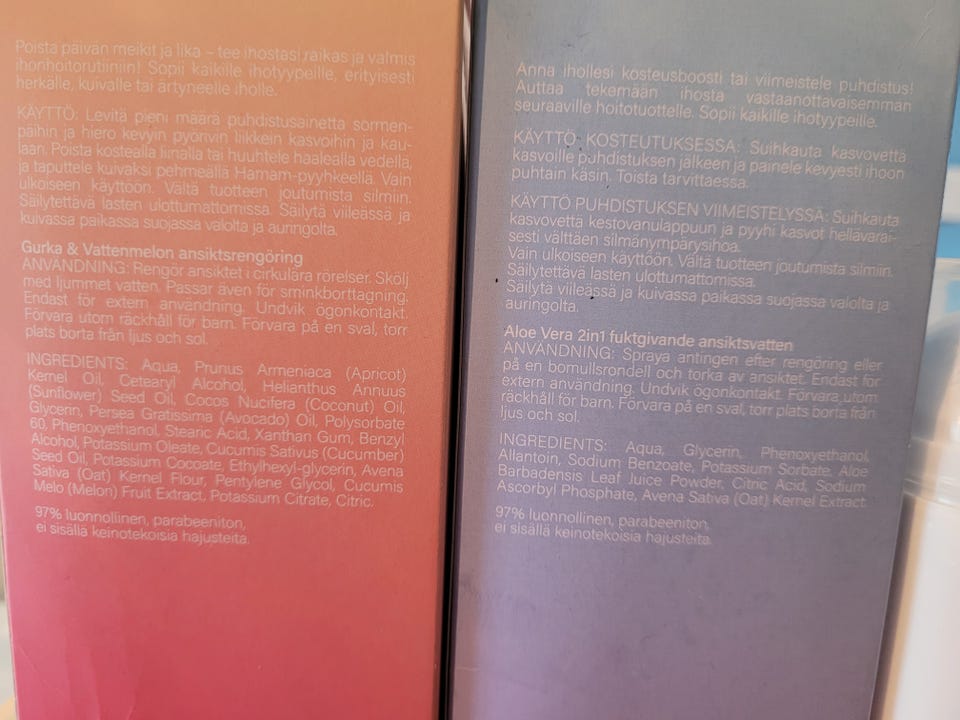 Poista päivän meikit ja lika – tee ihostasi raikas ja valmis
ihonhoitorutiiniin! Sopii kaikille ihotyypeille, erityisesti
herkälle, kuivalle tai ärtyneelle iholle.
KÄYTTÖ: Levitä pieni määrä puhdistusainetta sormen-
päihin ja hiero kevyin pyörivin liikkein kasvoihin ja kau-
laan. Poista kostealla liinalla tai huuhtele haalealla vedellä,
ja taputtele kuivaksi pehmeällä Hamam-pyyhkeellä. Vain
ulkoiseen käyttöön. Vältä tuotteen joutumista silmiin.
Säilytettävä lasten ulottumattomissa. Säilytä viileässä ja
kuivassa paikassa suojassa valolta ja auringolta.
Gurka & Vattenmelon ansiktsrengöring
ANVÄNDNING: Rengör ansiktet i cirkulära rörelser. Skölj
med ljummet vatten. Passar även för sminkborttagning.
Endast för extern användning. Undvik ögonkontakt.
Förvara utom räckhåll för barn. Förvara på en sval, torr
plats borta från ljus och sol.
INGREDIENTS: Aqua, Prunus Armeniaca (Apricot)
Kernel Oil, Cetearyl Alcohol, Helianthus Annuus
(Sunflower) Seed Oil, Cocos Nucifera (Coconut) Oil,
Glycerin, Persea Gratissima (Avocado) Oil, Polysorbate
60, Phenoxyethanol, Stearic Acid, Xanthan Gum, Benzyl
Alcohol, Potassium Oleate, Cucumis Sativus (Cucumber)
Seed Oil, Potassium Cocoate, Ethylhexyl-glycerin, Avena
Sativa (Oat) Kernel Flour, Pentylene Glycol, Cucumis
Melo (Melon) Fruit Extract, Potassium Citrate, Citric.
97% luonnollinen, parabeeniton,
ei sisällä keinotekoisia hajusteita.
Anna ihollesi kosteusboosti tai viimeistele puhdistus!
Auttaa tekemään ihosta vastaanottavaisemman
seuraaville hoitotuottelle. Sopii kaikille ihotyypeille.
KÄYTTÖ KOSTEUTUKSESSA: Suihkauta kasvovettä
kasvoille puhdistuksen jälkeen ja painele kevyesti ihoon
puhtain käsin. Toista tarvittaessa.
KÄYTTÖ PUHDISTUKSEN VIIMEISTELYSSÄ: Suihkauta
kasvovettä kestovanulappuun ja pyyhi kasvot hellävarai-
sesti välttäen silmänympärysihoa.
Vain ulkoiseen käyttöön. Vältä tuotteen joutumista silmiin.
Säilytettävä lasten ulottumattomissa.
Säilytä viileässä ja kuivassa paikassa suojassa valolta ja
auringolta.
Aloe Vera 2in1 fuktgivande ansiktsvatten
ANVÄNDNING: Spraya antingen efter rengöring eller
på en bomullsrondell och torka av ansiktet. Endast för
extern användning. Undvik ögonkontakt. Förvara utom
räckhåll för barn. Förvara på en sval, torr plats borta från
ljus och sol.
INGREDIENTS: Aqua, Glycerin, Phenoxyethanol,
Allantoin, Sodium Benzoate, Potassium Sorbate, Aloe
Barbadensis Leaf Juice Powder, Citric Acid, Sodium
Ascorbyl Phosphate, Avena Sativa (Oat) Kernel Extract.
97% luonnollinen, parabeeniton,
ei sisällä keinotekoisia hajusteita.